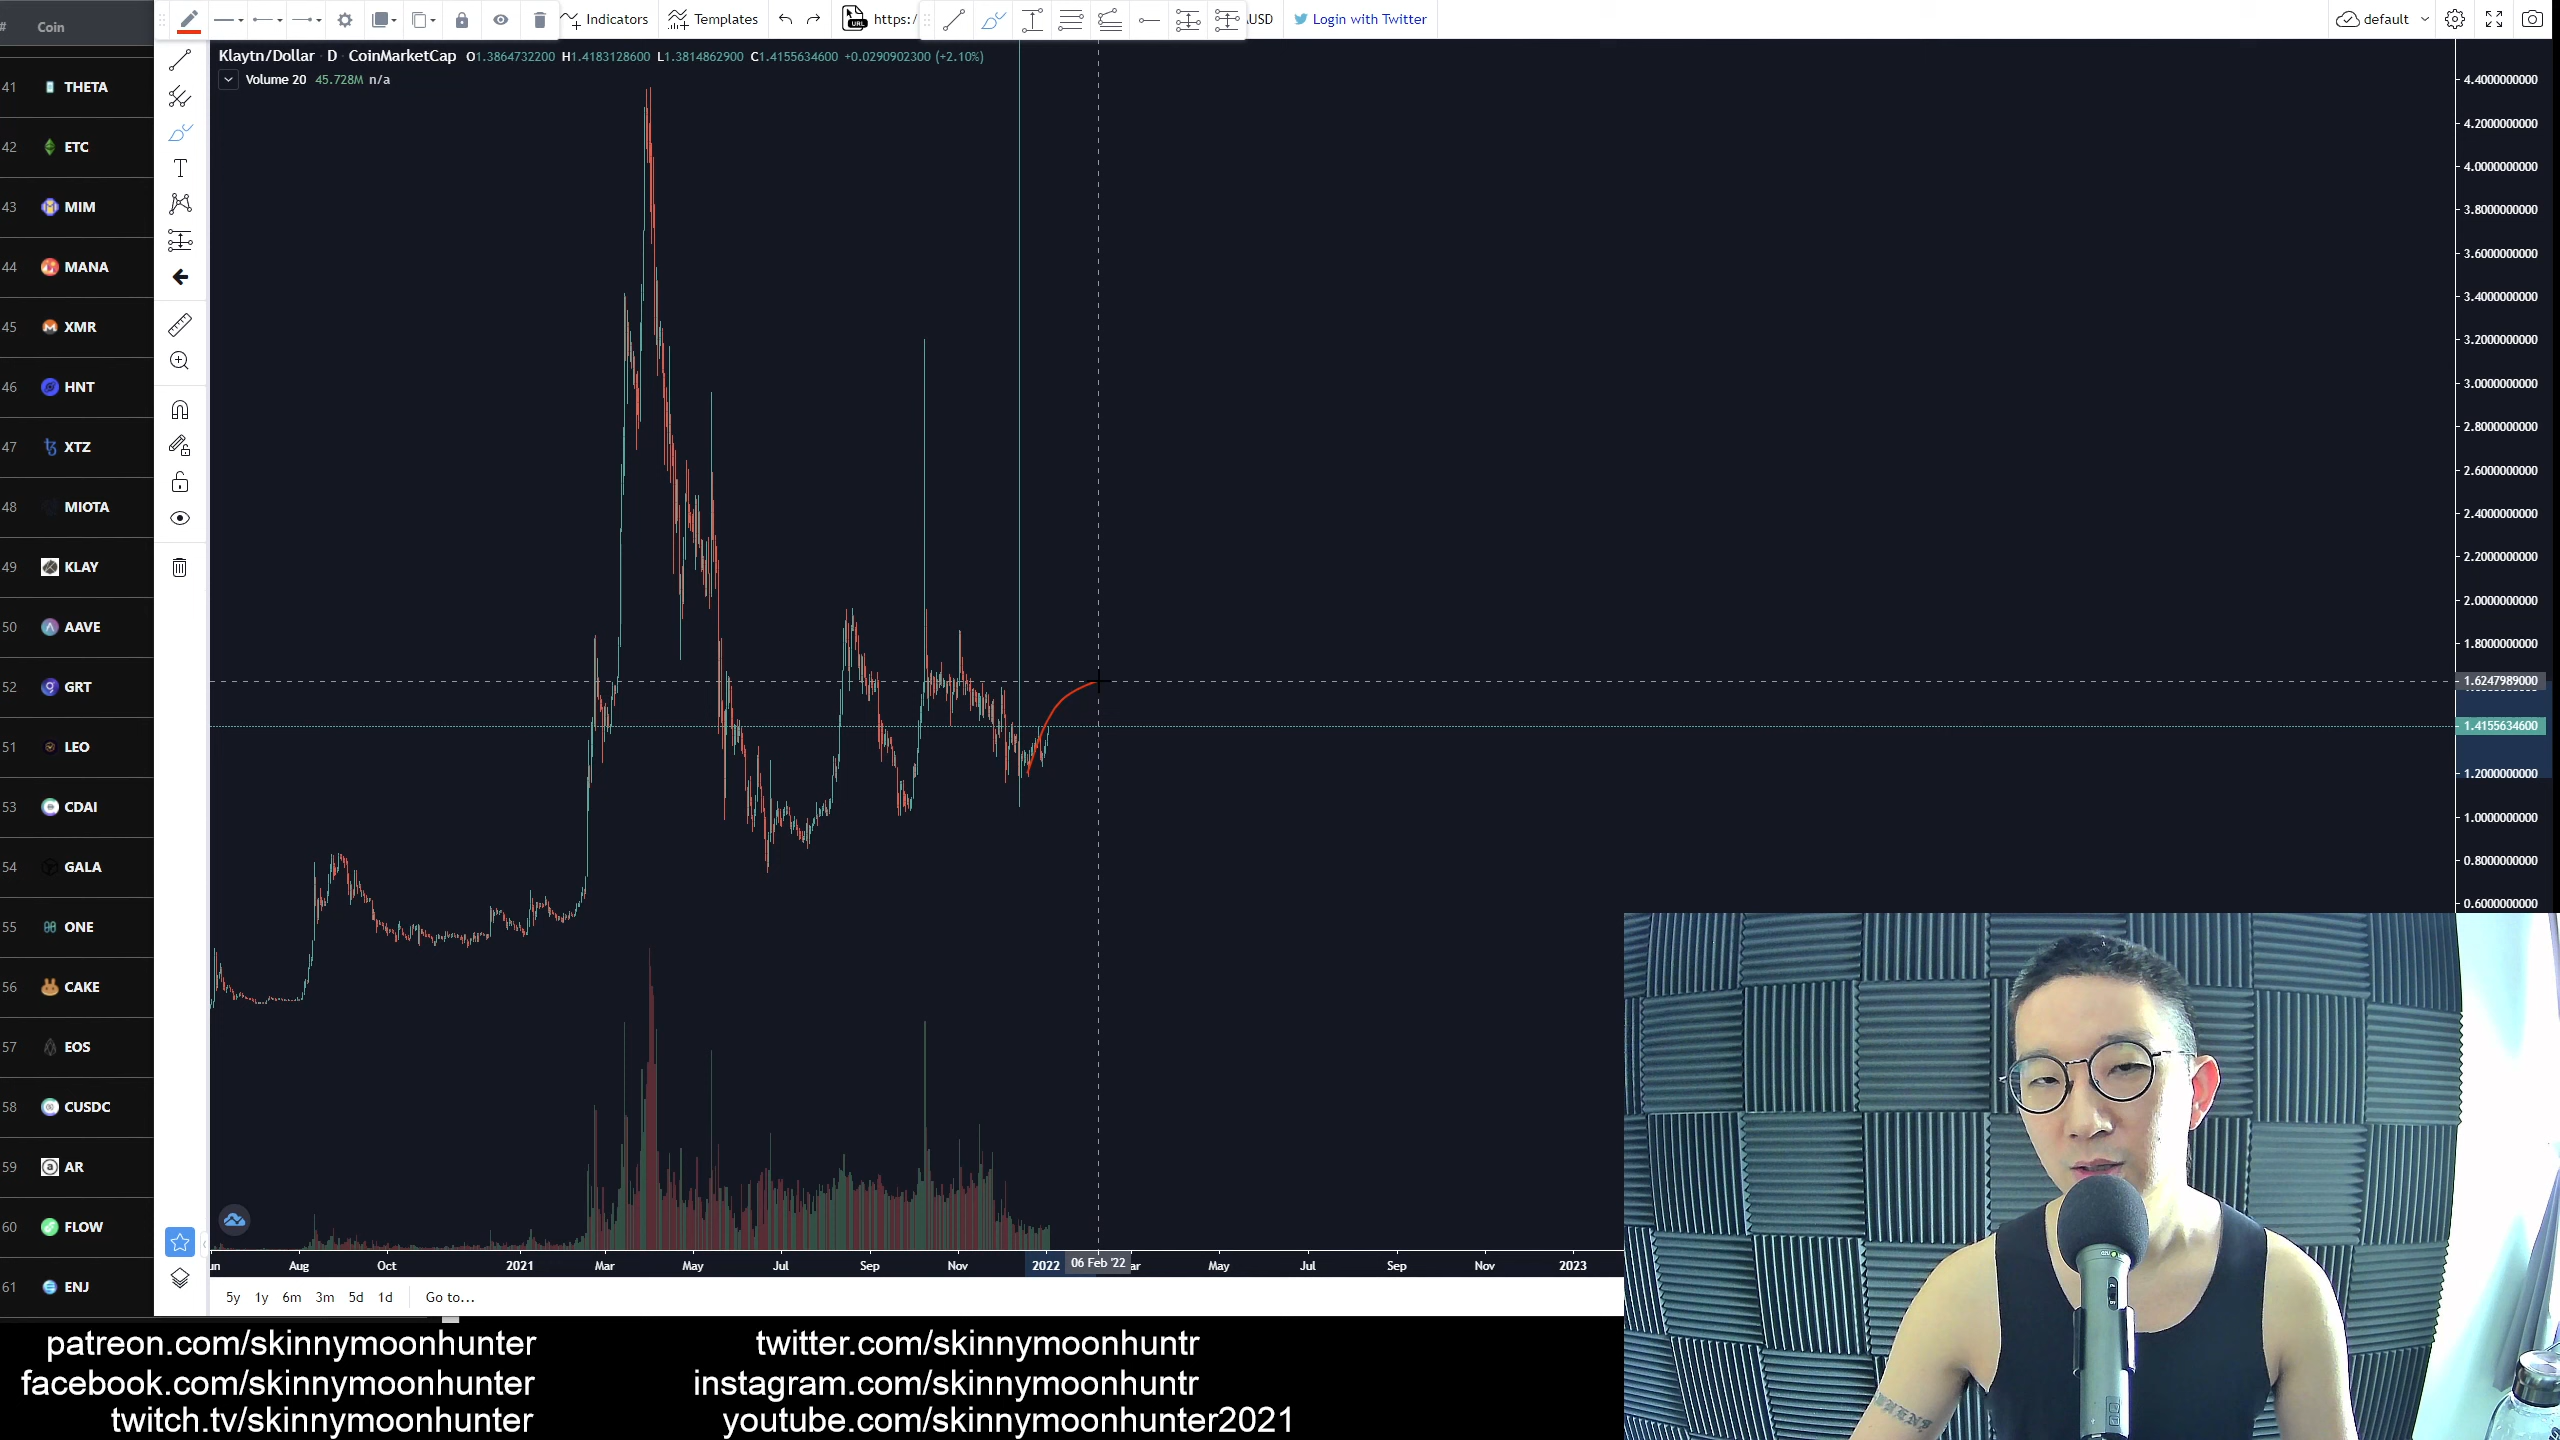 # Coin
41 THETA
42 ETC
43 MIM
44 MANA
45 XMR
46 HNT
47 XTZ
48 MIOTA
49 KLAY
50 AAVE
52 GRT
51 LEO
53 CDAI
54 GALA
55 ONE
56 CAKE
57 EOS
58 CUSDC
59 AR
60 FLOW
61 ENJ
Indicators
Templates
URL
https:/
USD
Login with Twitter
default
Klaytn/Dollar D CoinMarketCap O1.3864732200 H1.4183128600 L1.3814862900 C1.4155634600 +0.0290902300 (+2.10%)
Volume 20 45.728M n/a
4.4000000000
4.2000000000
4.0000000000
3.8000000000
3.6000000000
3.4000000000
3.2000000000
3.0000000000
2.8000000000
2.6000000000
2.4000000000
2.2000000000
2.0000000000
1.8000000000
1.6247989000
1.4155634600
1.2000000000
1.0000000000
0.8000000000
0.6000000000
un Aug Oct 2021 Mar May Jul Sep Nov 2022 06 Feb '22 ar May Jul Sep Nov 2023
5y 1y 6m 3m 5d 1d Go to...
patreon.com/skinnymoonhunter
twitter.com/skinnymoonhuntr
facebook.com/skinnymoonhunter
instagram.com/skinnymoonhuntr
twitch.tv/skinnymoonhunter
youtube.com/skinnymoonhunter2021